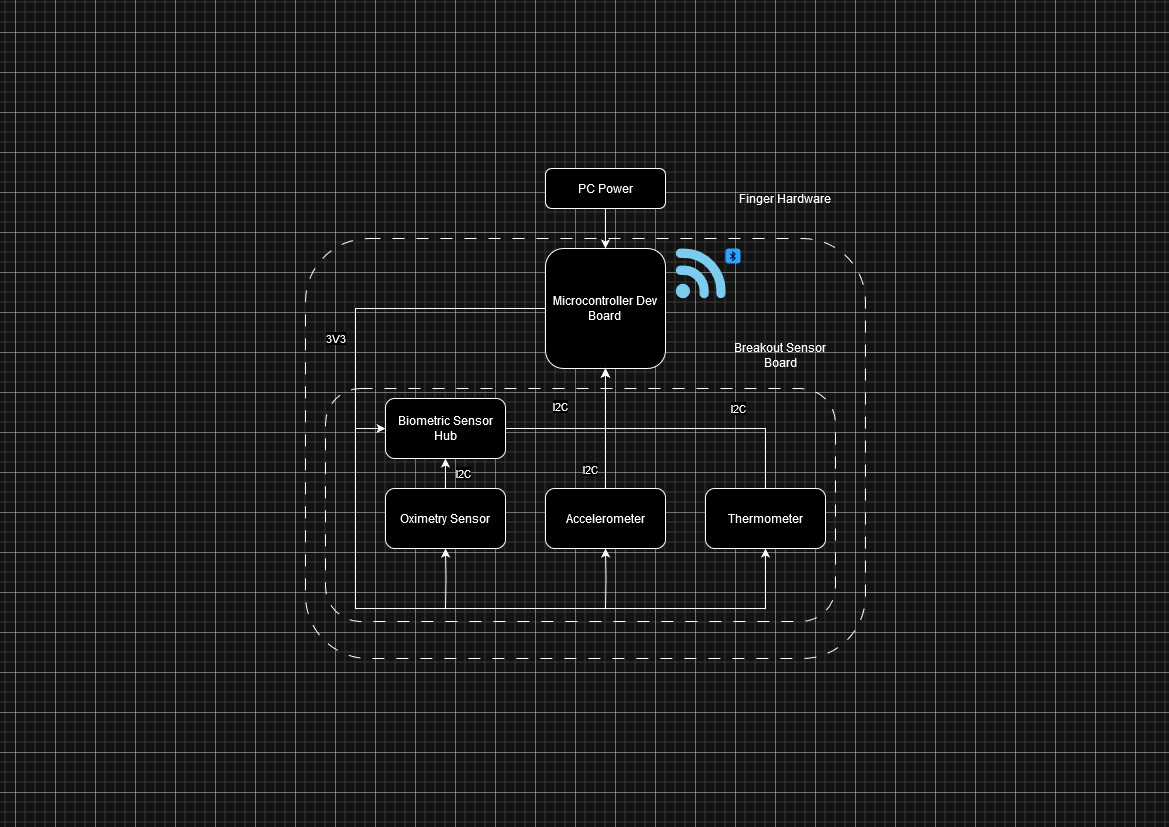 PC Power
Finger Hardware
Microcontroller Dev
Board
3V3
Breakout Sensor
Board
I2C
I2C
Biometric Sensor
Hub
I2C
I2C
Oximetry Sensor
Accelerometer
Thermometer